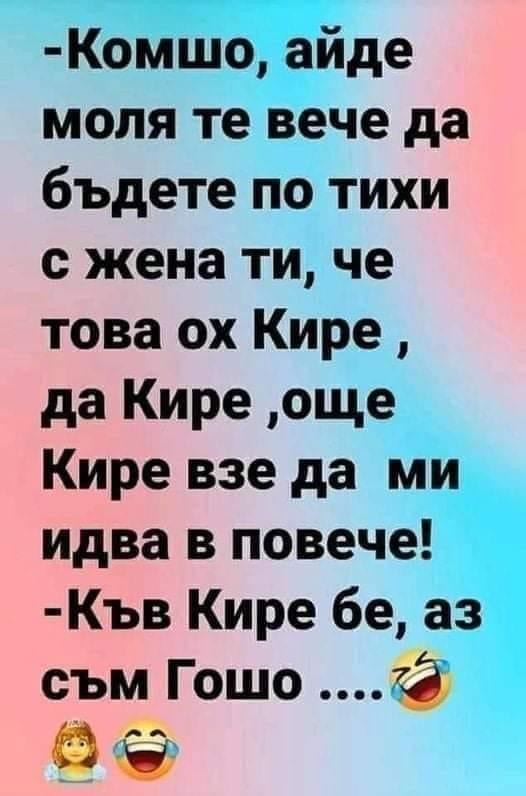 -Комшо, айде
моля те вече да
бъдете по тихи
с жена ти, че
това ох Кире ,
да Кире ,още
Кире взе да ми
идва в повече!
-Къв Кире бе, аз
съм Гошо ....🤣
👸😂